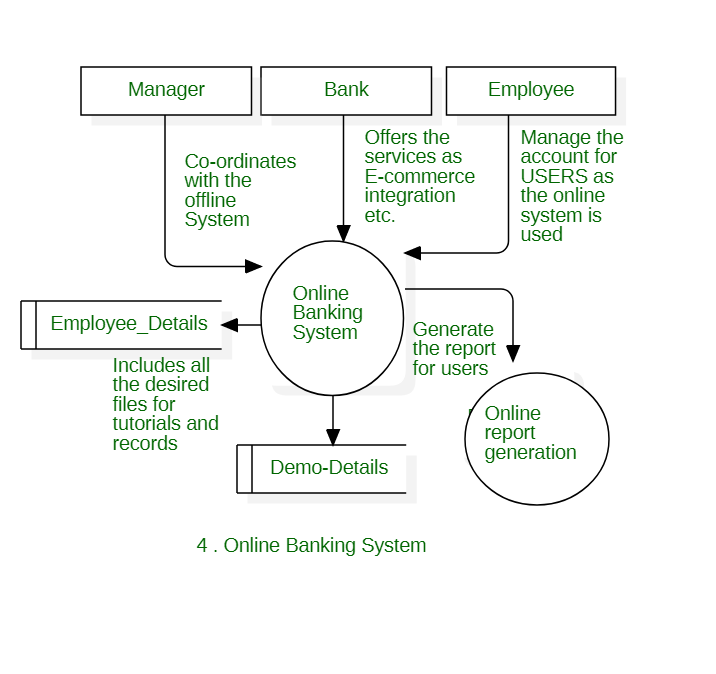 Manager
Bank
Employee
Co-ordinates
with the
offline
System
Offers the
services as
E-commerce
integration
etc.
Manage the
account for
USERS as
the online
system is
used
Online
Banking
System
Employee_Details
Includes all
the desired
files for
tutorials and
records
Generate
the report
for users
Online
report
generation
Demo-Details
4 . Online Banking System